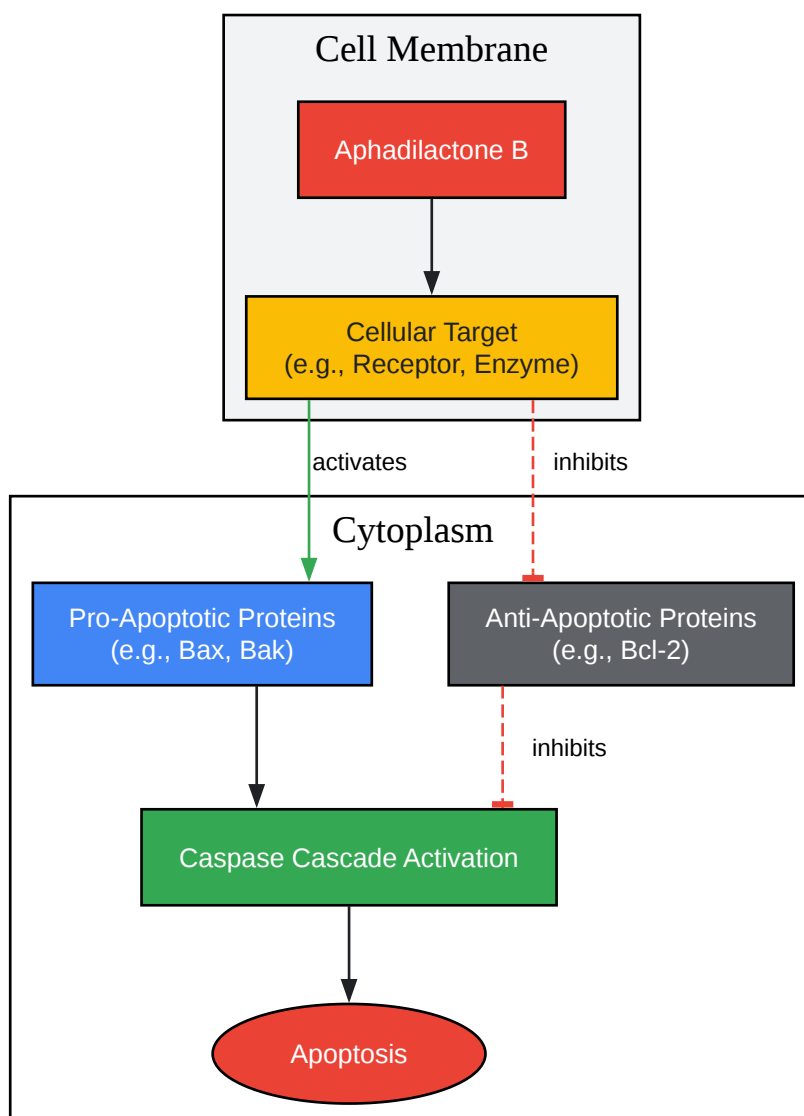 Cell Membrane
Aphadilactone B
Cellular Target
(e.g., Receptor, Enzyme)
activates
inhibits
Cytoplasm
Pro-Apoptotic Proteins
(e.g., Bax, Bak)
Anti-Apoptotic Proteins
(e.g., Bcl-2)
inhibits
Caspase Cascade Activation
Apoptosis